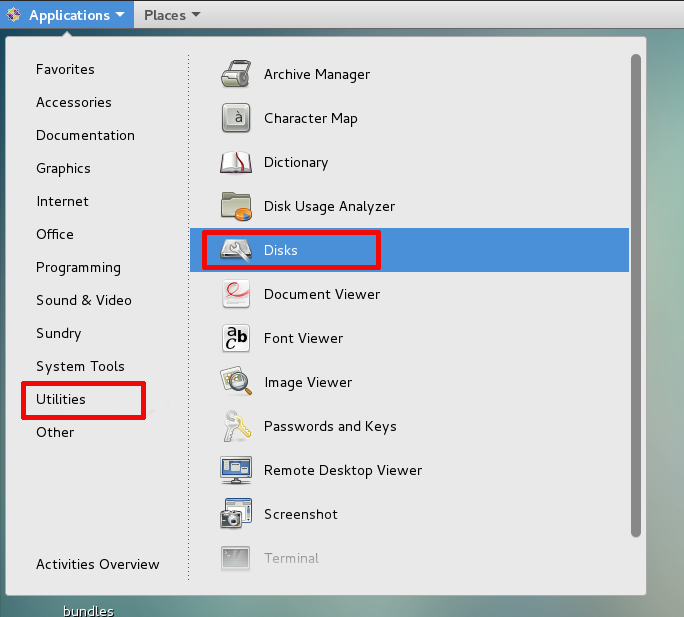 Applications Places
Favorites
Accessories
Documentation
Graphics
Internet
Office
Programming
Sound & Video
Sundry
System Tools
Utilities
Other
Activities Overview
Archive Manager
à
Character Map
Dictionary
Disk Usage Analyzer
Disks
Document Viewer
abc
Font Viewer
Image Viewer
Passwords and Keys
Remote Desktop Viewer
Screenshot
Terminal
bundles